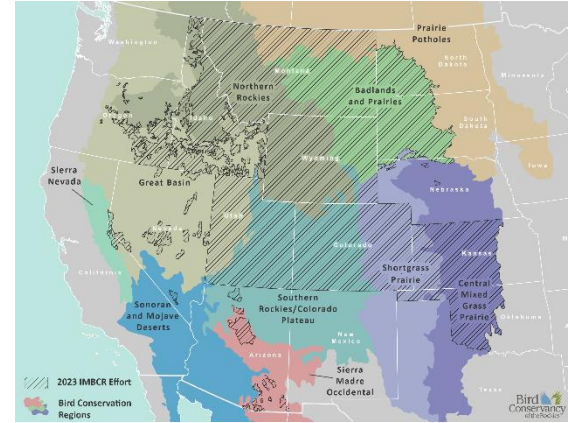 Washington
Prairie
Potholes
North
Dakota
Minnesota
Montana
Northern
Rockies
Badlands
and Prairies
Oregon
Idaho
South
Dakota
Wyoming
Iowa
Sierra
Nevada
Great Basin
Nebraska
Nevada
Utah
Colorado
Kansas
California
Shortgrass
Prairie
Central
Mixed
Grass
Prairie
Sonoran
and Mojave
Deserts
Southern
Rockies/Colorado
Plateau
New
Mexico
Oklahoma
Arizona
Sierra
Madre
Occidental
Texas
2023 IMBCR Effort
Bird Conservation
Regions
Bird
Conservancy
of the Rockies